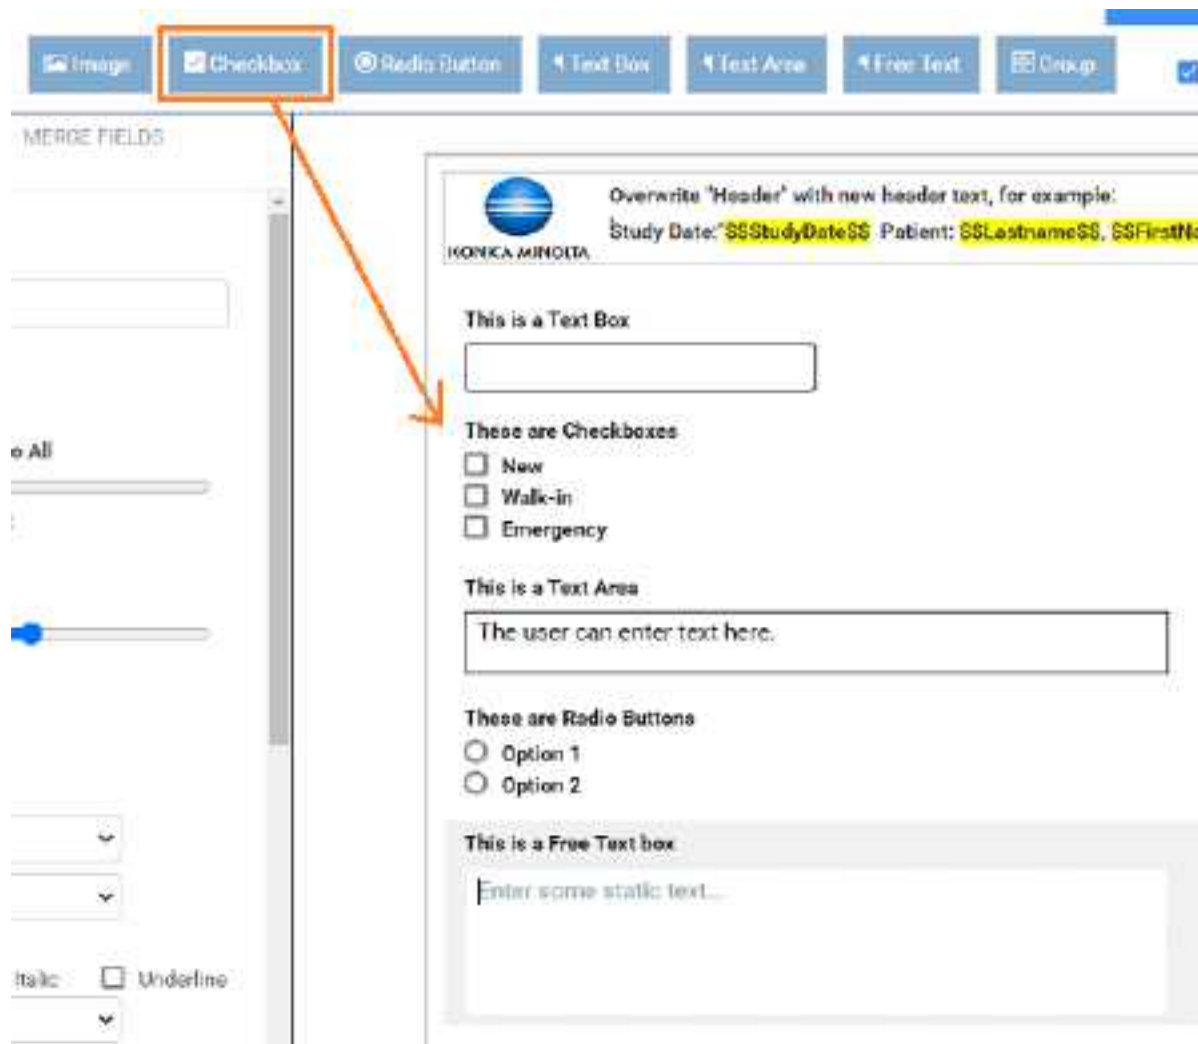 Image Checkbox Radio Button Text Box Text Area Free Text Group
MERGE FIELDS
Overwrite "Header" with new header text, for example:
Study Date:"$$StudyDate$$ Patient: $$Lastname$$, $$FirstNa
KONICA MINOLTA
This is a Text Box
o All
These are Checkboxes
New
Walk-in
Emergency
This is a Text Area
The user can enter text here.
These are Radio Buttons
Option 1
Option 2
This is a Free Text box
Enter some static text...
Italic Underline